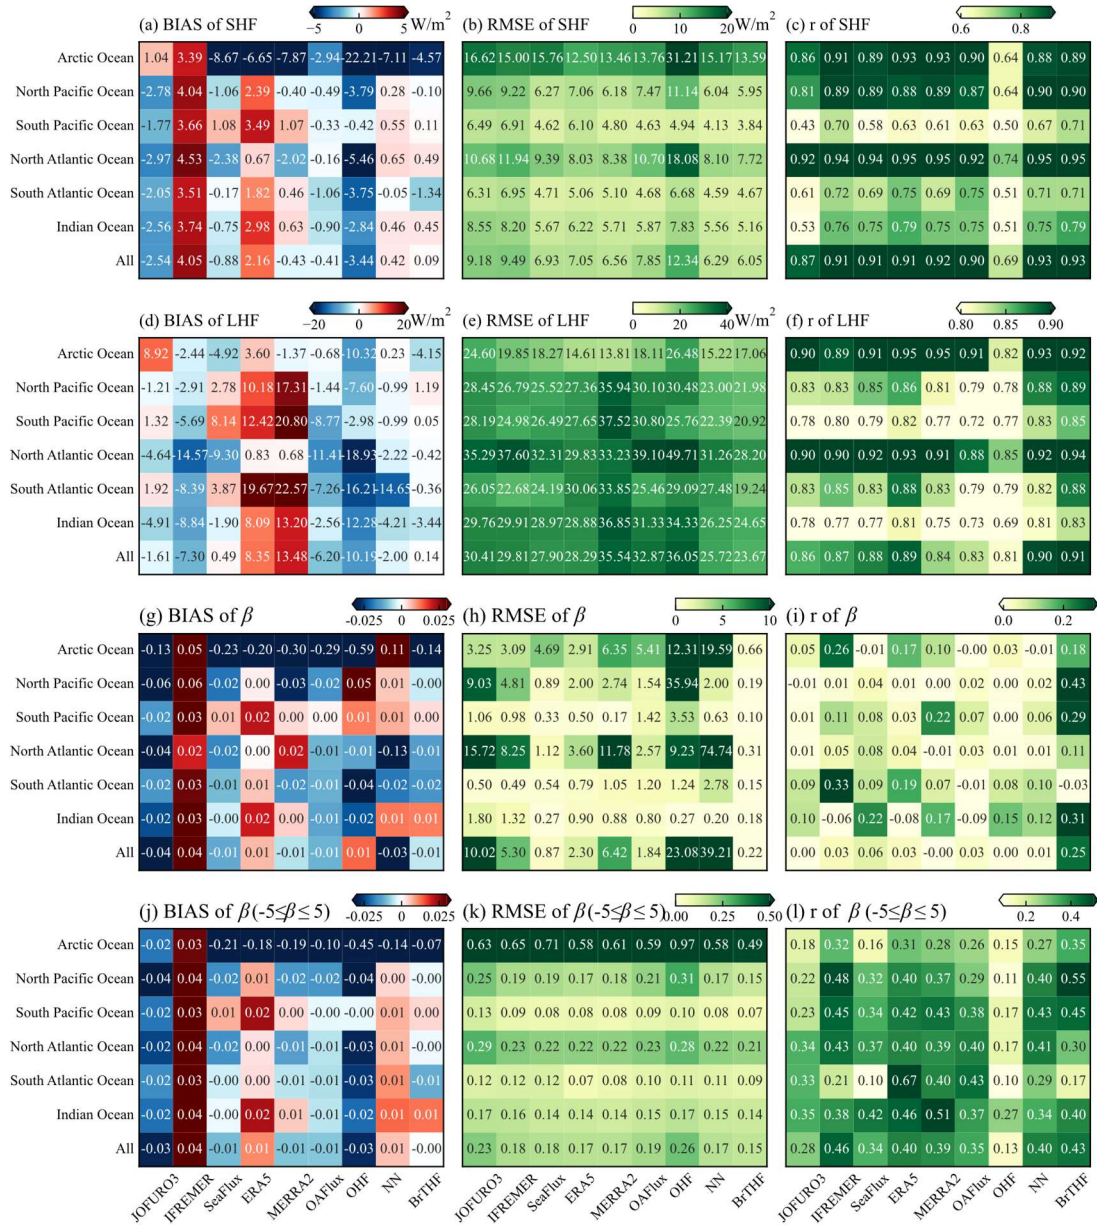 (a) BIAS of SHF
−5 0 5 W/m²
(b) RMSE of SHF
0 10 20 W/m²
(c) r of SHF
0.6 0.8
Arctic Ocean 1.04 3.39 -8.67 -6.65 -7.87 -2.94 -22.21 -7.11 -4.57 16.62 15.00 15.76 12.50 13.46 13.76 31.21 15.17 13.59 0.86 0.91 0.89 0.93 0.93 0.90 0.64 0.88 0.89
North Pacific Ocean -2.78 4.04 -1.06 2.39 -0.40 -0.49 -3.79 0.28 -0.10 9.66 9.22 6.27 7.06 6.18 7.47 11.14 6.04 5.95 0.81 0.89 0.89 0.88 0.89 0.87 0.64 0.90 0.90
South Pacific Ocean -1.77 3.66 1.08 3.49 1.07 -0.33 -0.42 0.55 0.11 6.49 6.91 4.62 6.10 4.80 4.63 4.94 4.13 3.84 0.43 0.70 0.58 0.63 0.61 0.63 0.50 0.67 0.71
North Atlantic Ocean -2.97 4.53 -2.38 0.67 -2.02 -0.16 -5.46 0.65 0.49 10.68 11.94 9.39 8.03 8.38 10.70 18.08 8.10 7.72 0.92 0.94 0.94 0.95 0.95 0.92 0.74 0.95 0.95
South Atlantic Ocean -2.05 3.51 -0.17 1.82 0.46 -1.06 -3.75 -0.05 -1.34 6.31 6.95 4.71 5.06 5.10 4.68 6.68 4.59 4.67 0.61 0.72 0.69 0.75 0.69 0.75 0.51 0.71 0.71
Indian Ocean -2.56 3.74 -0.75 2.98 0.63 -0.90 -2.84 0.46 0.45 8.55 8.20 5.67 6.22 5.71 5.87 7.83 5.56 5.16 0.53 0.76 0.75 0.79 0.75 0.75 0.51 0.75 0.79
All -2.54 4.05 -0.88 2.16 -0.43 -0.41 -3.44 0.42 0.09 9.18 9.49 6.93 7.05 6.56 7.85 12.34 6.29 6.05 0.87 0.91 0.91 0.91 0.92 0.90 0.69 0.93 0.93
(d) BIAS of LHF
−20 0 20 W/m²
(e) RMSE of LHF
0 20 40 W/m²
(f) r of LHF
0.80 0.85 0.90
Arctic Ocean 8.92 -2.44 -4.92 3.60 -1.37 -0.68 -10.32 0.23 -4.15 24.60 19.85 18.27 14.61 13.81 18.11 26.48 15.22 17.06 0.90 0.89 0.91 0.95 0.95 0.91 0.82 0.93 0.92
North Pacific Ocean -1.21 -2.91 2.78 10.18 17.31 -1.44 -7.60 -0.99 1.19 28.45 26.79 25.52 27.36 35.94 30.10 30.48 23.00 21.98 0.83 0.83 0.85 0.86 0.81 0.79 0.78 0.88 0.89
South Pacific Ocean 1.32 -5.69 8.14 12.42 20.80 -8.77 -2.98 -0.99 0.05 28.19 24.98 26.49 27.65 37.52 30.80 25.76 22.39 20.92 0.78 0.80 0.79 0.82 0.77 0.72 0.77 0.83 0.85
North Atlantic Ocean -4.64 -14.57 -9.30 0.83 0.68 -11.41 -18.93 -2.22 -0.42 35.29 37.60 32.31 29.83 33.23 39.10 49.71 31.26 28.20 0.90 0.90 0.92 0.93 0.91 0.88 0.85 0.92 0.94
South Atlantic Ocean 1.92 -8.39 3.87 19.67 22.57 -7.26 -16.21 -14.65 -0.36 26.05 22.68 24.19 30.06 33.85 25.46 29.09 27.48 19.24 0.83 0.85 0.83 0.88 0.83 0.79 0.79 0.82 0.88
Indian Ocean -4.91 -8.84 -1.90 8.09 13.20 -2.56 -12.28 -4.21 -3.44 29.76 29.91 28.97 28.88 36.85 31.33 34.33 26.25 24.65 0.78 0.77 0.77 0.81 0.75 0.73 0.69 0.81 0.83
All -1.61 -7.30 0.49 8.35 13.48 -6.20 -10.19 -2.00 0.14 30.41 29.81 27.90 28.29 35.54 32.87 36.05 25.72 23.67 0.86 0.87 0.88 0.89 0.84 0.83 0.81 0.90 0.91
(g) BIAS of β
-0.025 0 0.025
(h) RMSE of β
0 5 10
(i) r of β
0.0 0.2
Arctic Ocean -0.13 0.05 -0.23 -0.20 -0.30 -0.29 -0.59 0.11 -0.14 3.25 3.09 4.69 2.91 6.35 5.41 12.31 19.59 0.66 0.05 0.26 -0.01 0.17 0.10 -0.00 0.03 -0.01 0.18
North Pacific Ocean -0.06 0.06 -0.02 0.00 -0.03 -0.02 0.05 0.01 -0.00 9.03 4.81 0.89 2.00 2.74 1.54 35.94 2.00 0.19 -0.01 0.01 0.04 0.01 0.00 0.02 -0.00 0.02 0.43
South Pacific Ocean -0.02 0.03 0.01 0.02 0.00 0.00 0.01 0.01 0.00 1.06 0.98 0.33 0.50 0.17 1.42 3.53 0.63 0.10 0.01 0.11 0.08 0.03 0.22 0.07 0.00 0.06 0.29
North Atlantic Ocean -0.04 0.02 -0.02 0.00 0.02 -0.01 -0.01 -0.13 -0.01 15.72 8.25 1.12 3.60 11.78 2.57 9.23 74.74 0.31 0.01 0.05 0.08 0.04 -0.01 0.03 0.01 0.01 0.11
South Atlantic Ocean -0.02 0.03 -0.01 0.01 -0.02 -0.01 -0.04 -0.02 -0.02 0.50 0.49 0.54 0.79 1.05 1.20 1.24 2.78 0.15 0.09 0.33 0.09 0.19 0.07 -0.01 0.08 0.10 -0.03
Indian Ocean -0.02 0.03 -0.00 0.02 0.00 -0.01 -0.02 0.01 0.01 1.80 1.32 0.27 0.90 0.88 0.80 0.27 0.20 0.18 0.10 -0.06 0.22 -0.08 0.17 -0.09 0.15 0.12 0.31
All -0.04 0.04 -0.01 0.01 -0.01 -0.01 0.01 -0.03 -0.01 10.02 5.30 0.87 2.30 6.42 1.84 23.08 39.21 0.22 0.00 0.03 0.06 0.03 -0.00 0.03 0.00 0.01 0.25
(j) BIAS of β(-5≤β≤ 5)
-0.025 0 0.025
(k) RMSE of β(-5≤β≤ 5)
0.00 0.25 0.50
(l) r of β (-5≤β≤ 5)
0.2 0.4
Arctic Ocean -0.02 0.03 -0.21 -0.18 -0.19 -0.10 -0.45 -0.14 -0.07 0.63 0.65 0.71 0.58 0.61 0.59 0.97 0.58 0.49 0.18 0.32 0.16 0.31 0.28 0.26 0.15 0.27 0.35
North Pacific Ocean -0.04 0.04 -0.02 0.01 -0.02 -0.02 -0.04 0.00 -0.00 0.25 0.19 0.19 0.17 0.18 0.21 0.31 0.17 0.15 0.22 0.48 0.32 0.40 0.37 0.29 0.11 0.40 0.55
South Pacific Ocean -0.02 0.03 0.01 0.02 0.00 -0.00 -0.00 0.01 0.00 0.13 0.09 0.08 0.08 0.08 0.09 0.10 0.08 0.07 0.23 0.45 0.34 0.42 0.43 0.38 0.17 0.43 0.45
North Atlantic Ocean -0.02 0.04 -0.02 0.00 -0.01 -0.01 -0.03 0.01 -0.00 0.29 0.23 0.22 0.22 0.22 0.23 0.28 0.22 0.21 0.34 0.43 0.37 0.40 0.39 0.40 0.17 0.41 0.30
South Atlantic Ocean -0.02 0.03 -0.00 0.00 -0.01 -0.01 -0.03 0.01 -0.01 0.12 0.12 0.12 0.07 0.08 0.10 0.11 0.11 0.09 0.33 0.21 0.10 0.67 0.40 0.43 0.10 0.29 0.17
Indian Ocean -0.02 0.04 -0.00 0.02 0.01 -0.01 -0.02 0.01 0.01 0.17 0.16 0.14 0.14 0.14 0.15 0.17 0.15 0.14 0.35 0.38 0.42 0.46 0.51 0.37 0.27 0.34 0.40
All -0.03 0.04 -0.01 0.01 -0.01 -0.01 -0.03 0.01 -0.00 0.23 0.18 0.18 0.17 0.17 0.19 0.26 0.17 0.15 0.28 0.46 0.34 0.40 0.39 0.35 0.13 0.40 0.43
JOFURO3 IFREMER SeaFlux ERA5 MERRA2 OAFlux OHF NN BrTHF JOFURO3 IFREMER SeaFlux ERA5 MERRA2 OAFlux OHF NN BrTHF JOFURO3 IFREMER SeaFlux ERA5 MERRA2 OAFlux OHF NN BrTHF